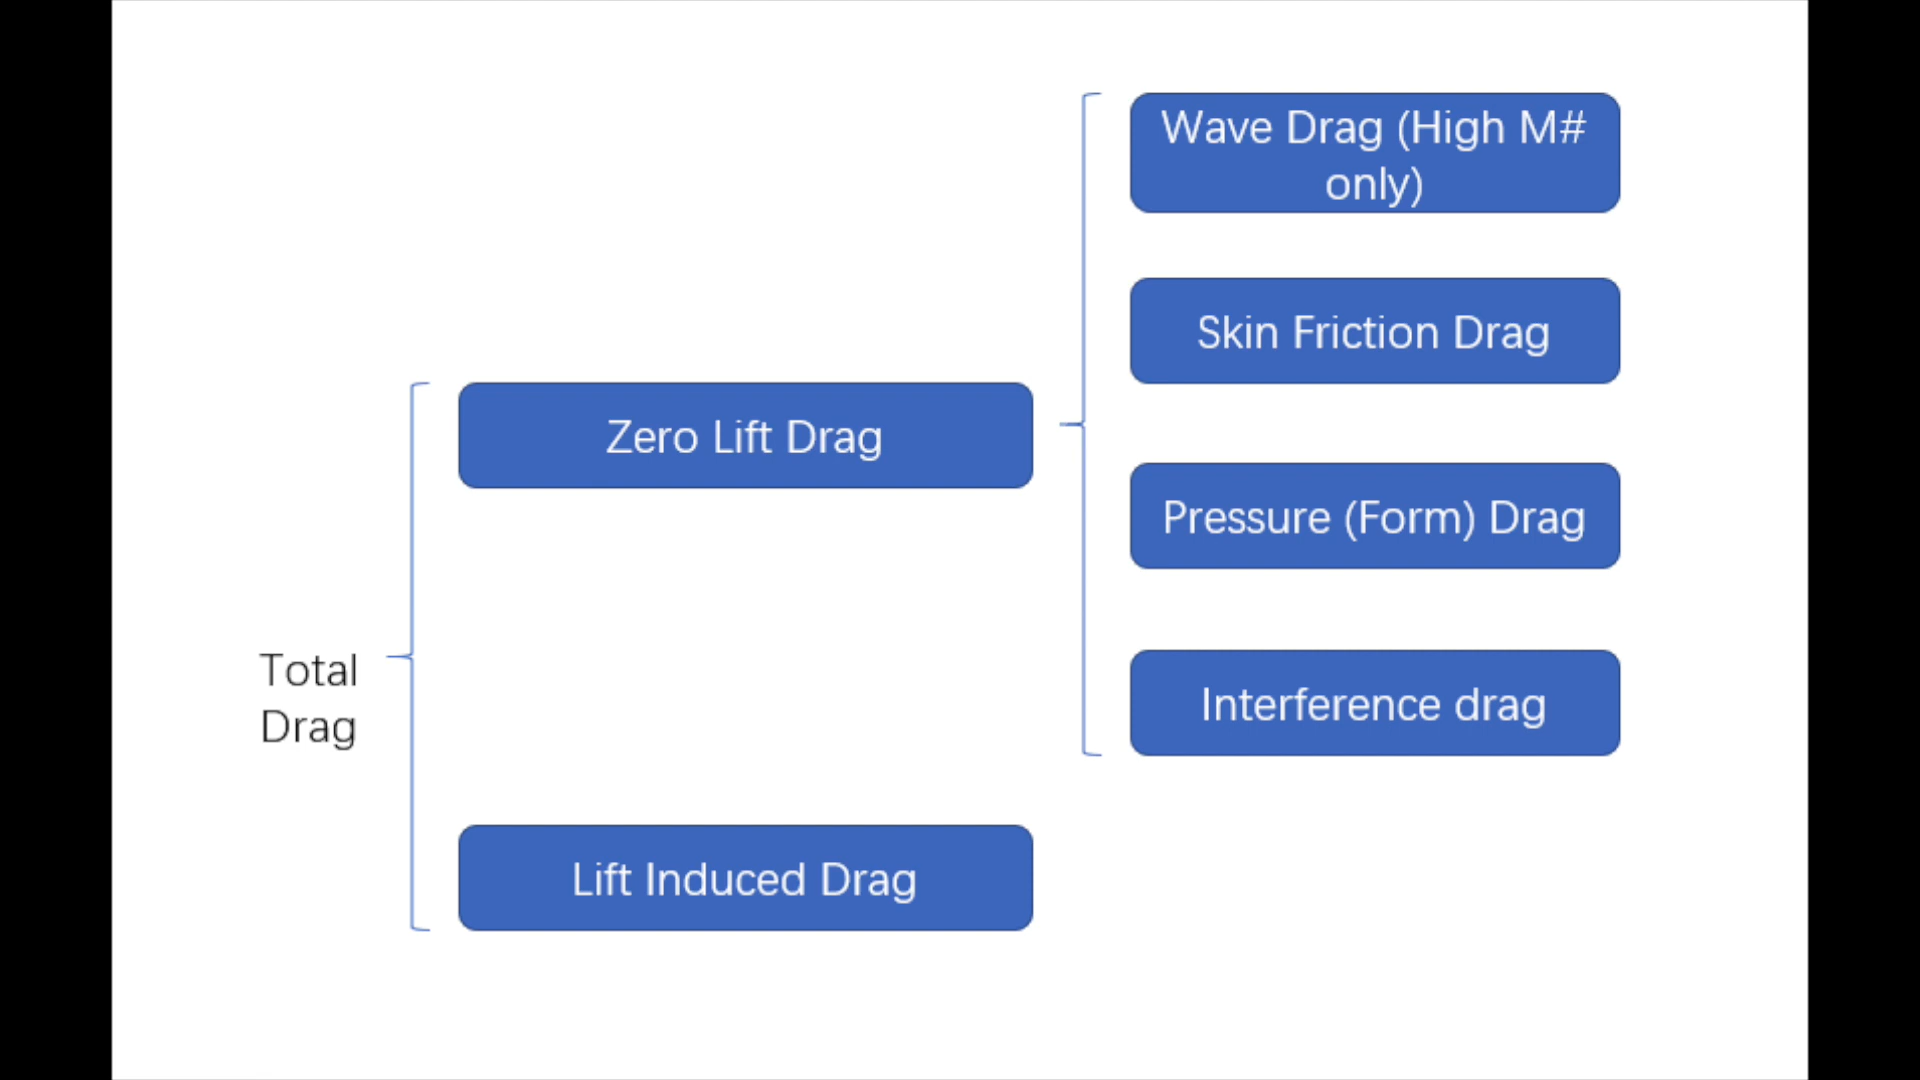 Total
Drag
Zero Lift Drag
Lift Induced Drag
Wave Drag (High M#
only)
Skin Friction Drag
Pressure (Form) Drag
Interference drag